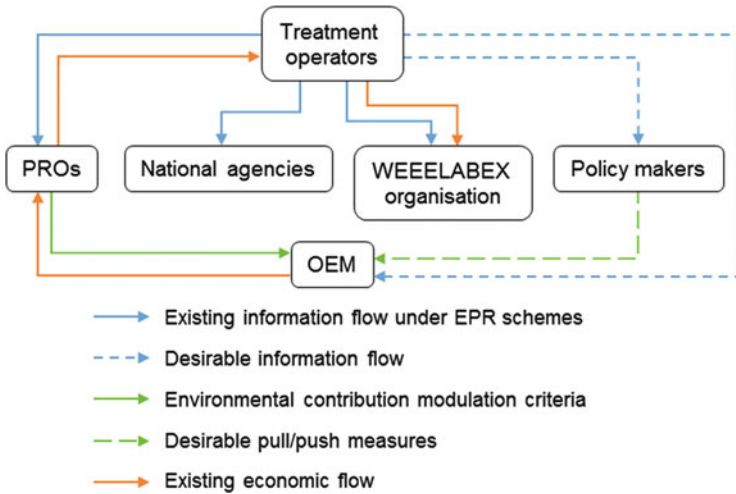 Treatment
operators
PROs
National agencies
WEEELABEX
organisation
Policy makers
OEM
Existing information flow under EPR schemes
Desirable information flow
Environmental contribution modulation criteria
Desirable pull/push measures
Existing economic flow